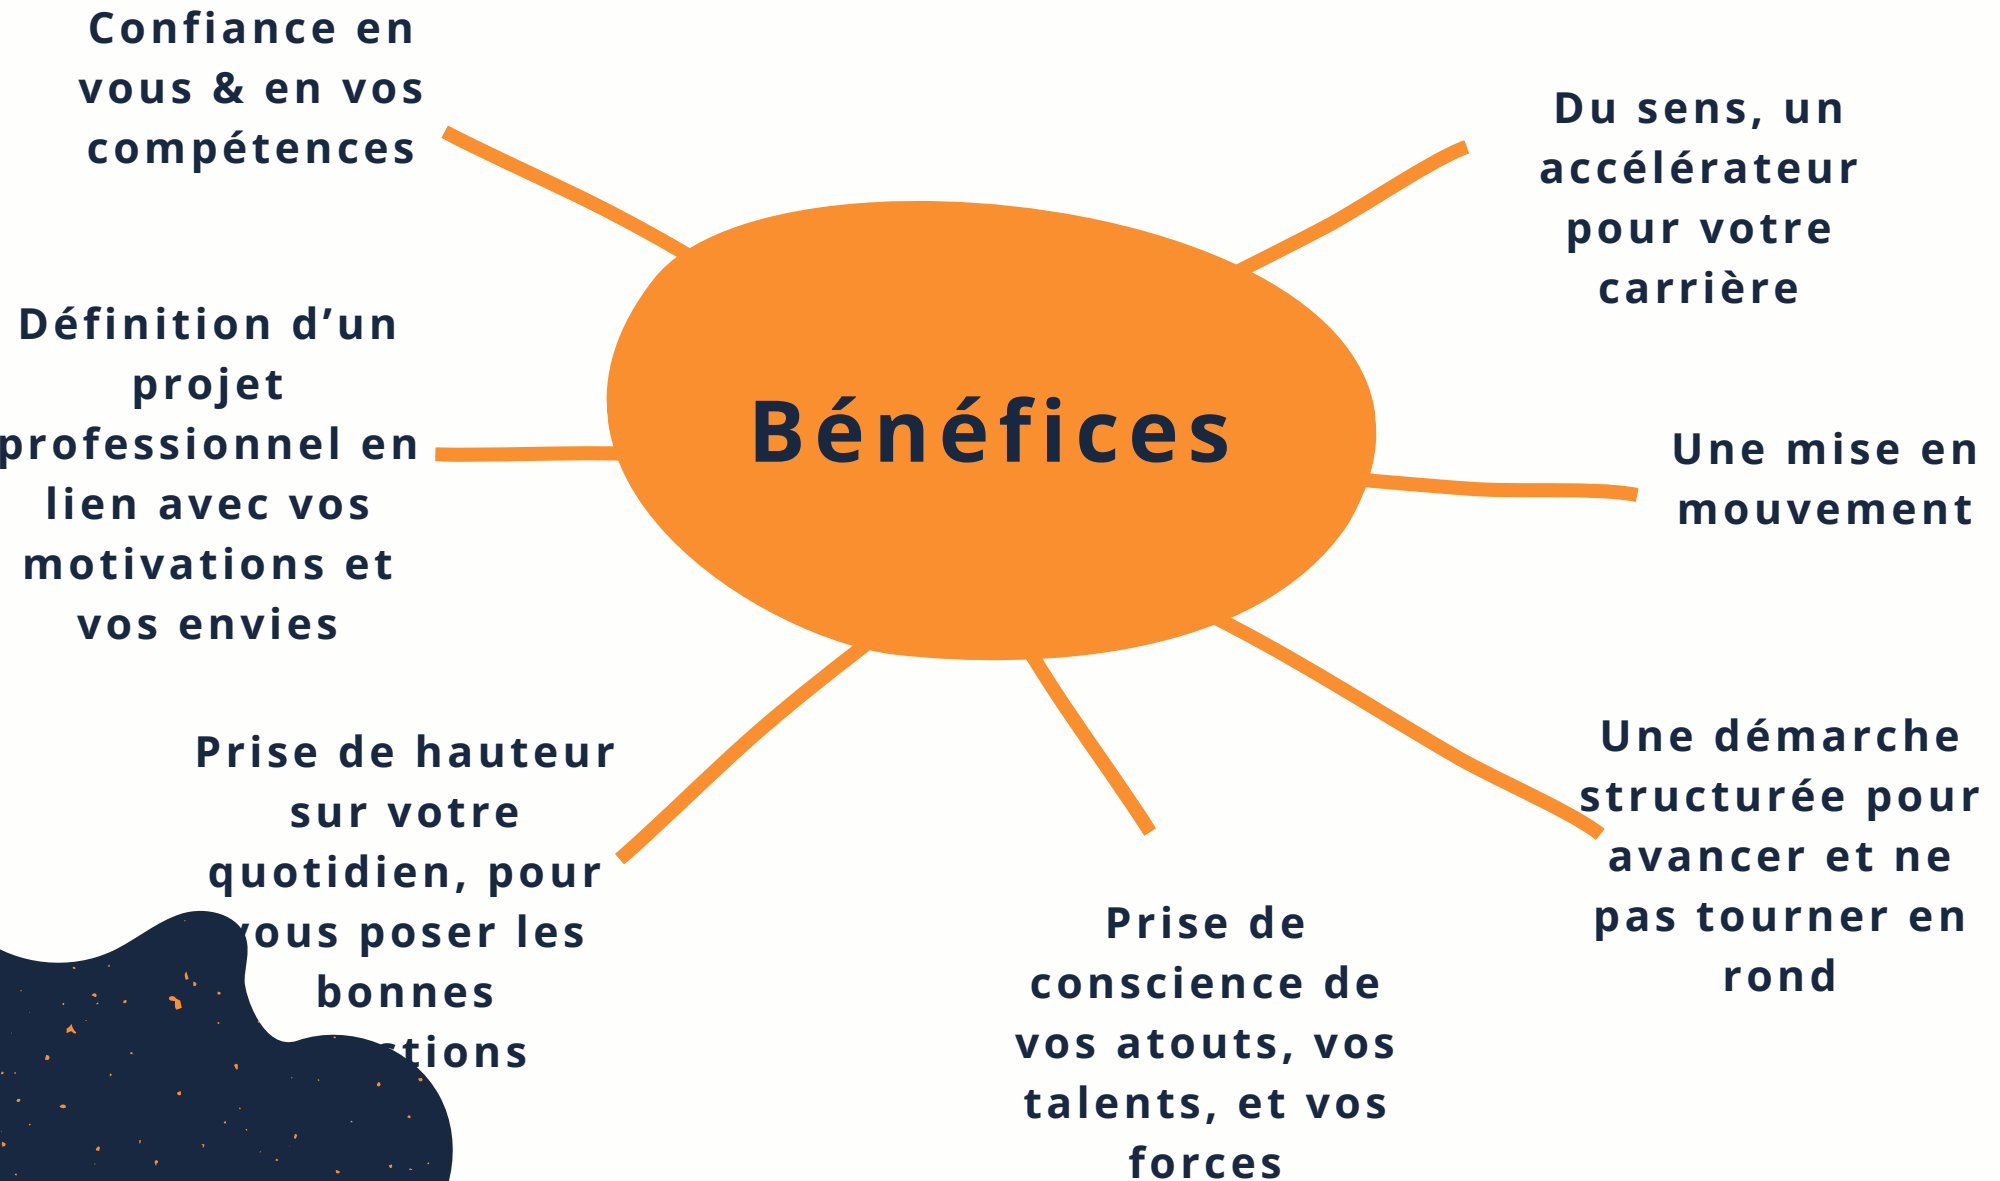 Confiance en
vous & en vos
compétences
Du sens, un
accélérateur
pour votre
carrière
Définition d’un
projet
professionnel en
lien avec vos
motivations et
vos envies
Bénéfices
Une mise en
mouvement
Prise de hauteur
sur votre
quotidien, pour
vous poser les
bonnes
Prise de
conscience de
vos atouts, vos
talents, et vos
forces
Une démarche
structurée pour
avancer et ne
pas tourner en
rond